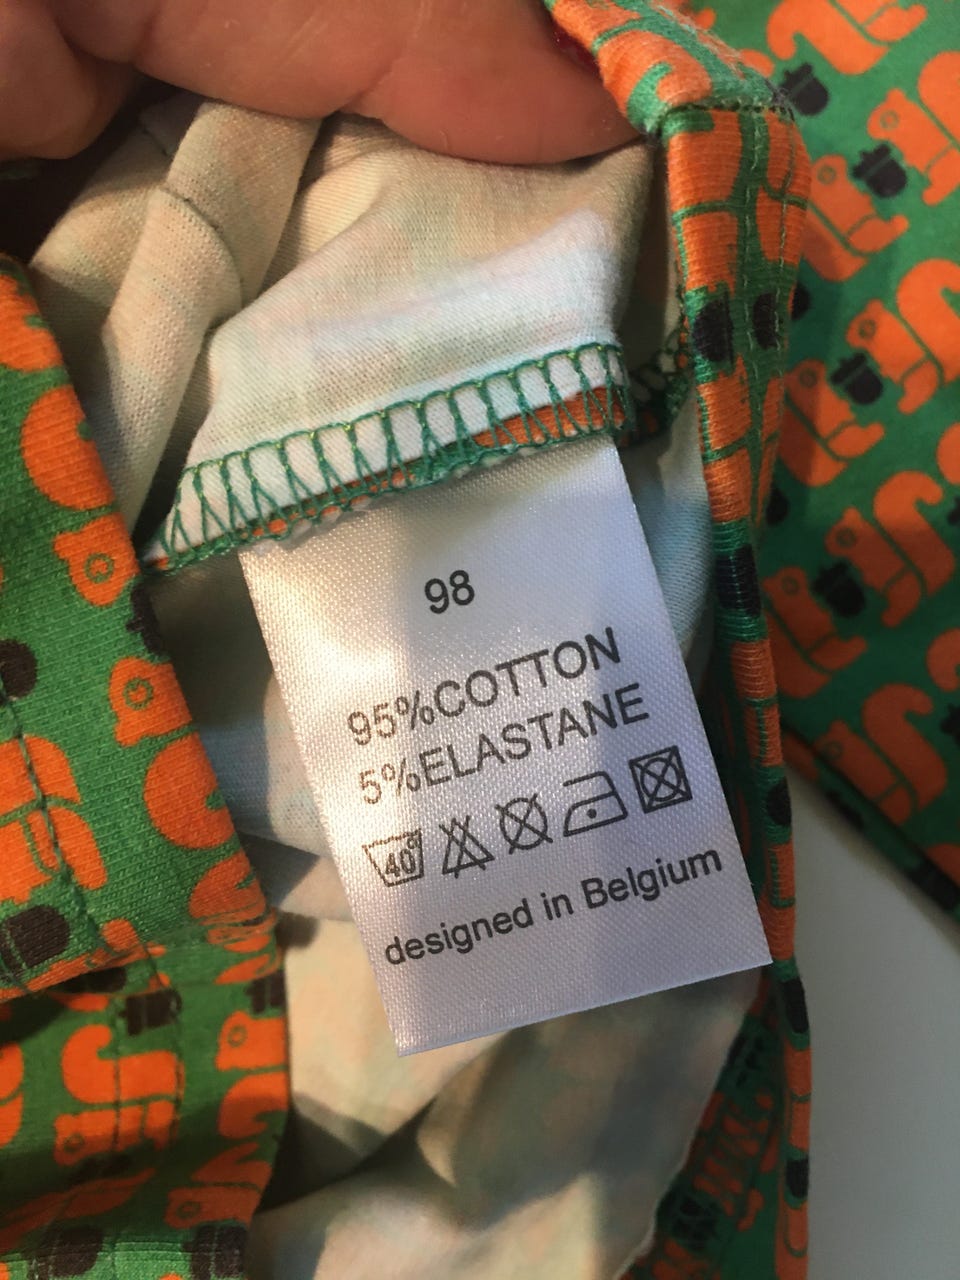 98
95%COTTON
5%ELASTANE
40°
designed in Belgium